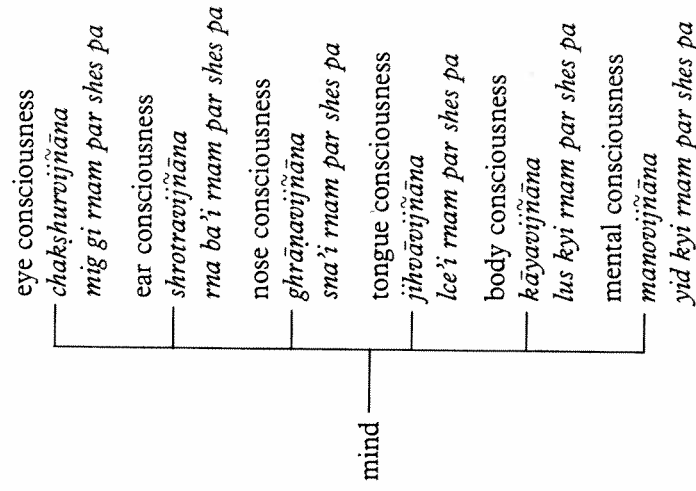 mind
eye consciousness
chakṣhurvijñāna
mig gi rnam par shes pa
ear consciousness
shrotravijñāna
rna ba'i rnam par shes pa
nose consciousness
ghrāṇavijñāna
sna'i rnam par shes pa
tongue consciousness
jihvāvijñāna
lce'i rnam par shes pa
body consciousness
kāyavijñāna
lus kyi rnam par shes pa
mental consciousness
manovijñāna
yid kyi rnam par shes pa